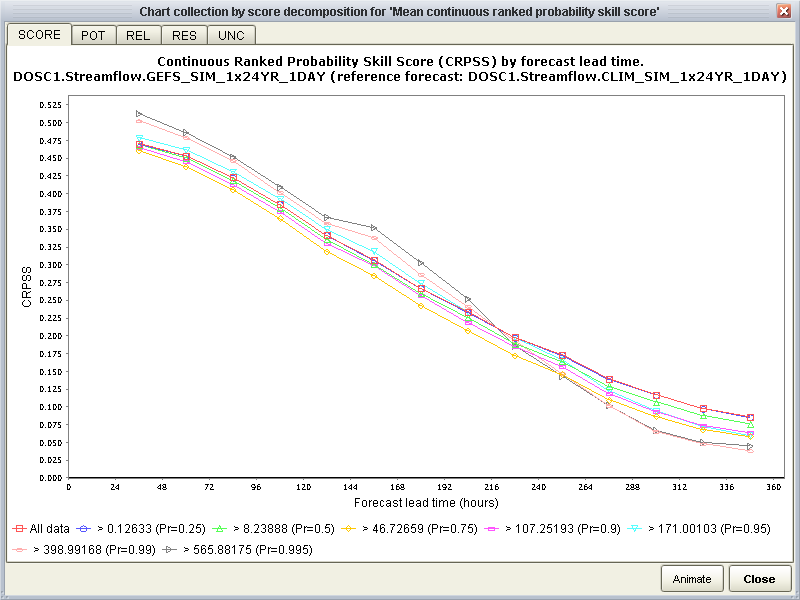 Chart collection by score decomposition for 'Mean continuous ranked probability skill score'
SCORE POT REL RES UNC
Continuous Ranked Probability Skill Score (CRPSS) by forecast lead time.
DOSC1.Streamflow.GEFS_SIM_1x24YR_1DAY (reference forecast: DOSC1.Streamflow.CLIM_SIM_1x24YR_1DAY)
0.525
0.500
0.475
0.450
0.425
0.400
0.375
0.350
0.325
0.300
0.275
0.250
0.225
0.200
0.175
0.150
0.125
0.100
0.075
0.050
0.025
0.000
CRPSS
0 24 48 72 96 120 144 168 192 216 240 264 288 312 336 360
Forecast lead time (hours)
All data > 0.12633 (Pr=0.25) > 8.23888 (Pr=0.5) > 46.72659 (Pr=0.75) > 107.25193 (Pr=0.9) > 171.00103 (Pr=0.95)
> 398.99168 (Pr=0.99) > 565.88175 (Pr=0.995)
Animate Close